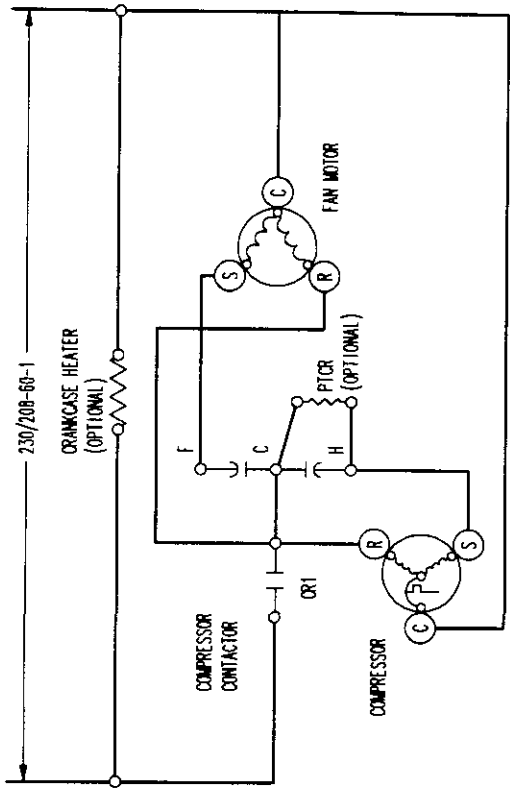 230/208-60-1
CRANKCASE HEATER
(OPTIONAL)
S
C
R
FAN MOTOR
F
C
H
PTCR
(OPTIONAL)
COMPRESSOR
CONTACTOR
CR1
R
S
C
COMPRESSOR